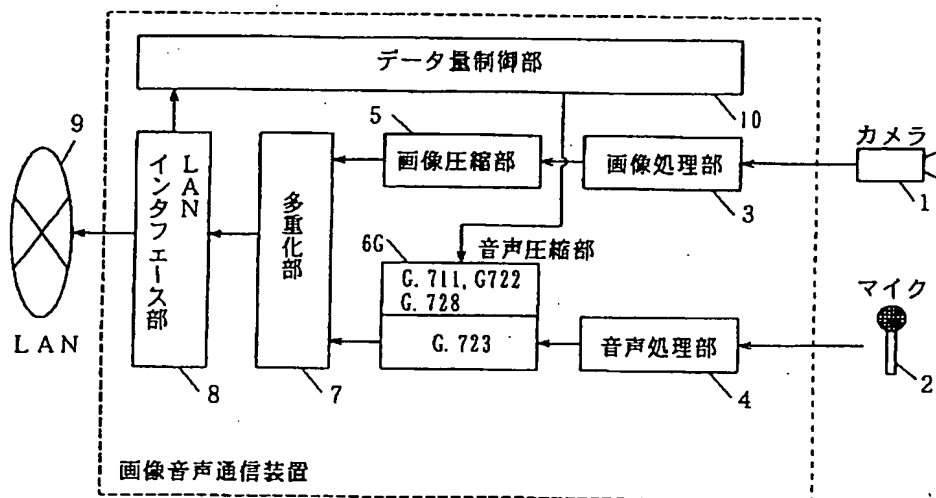 データ量制御部
10
9
5
カメラ
LAN
インタフェース部
多重化部
画像圧縮部
画像処理部
1
3
6G
音声圧縮部
G.711, G722
G.728
マイク
LAN
G.723
音声処理部
8
7
4
2
画像音声通信装置